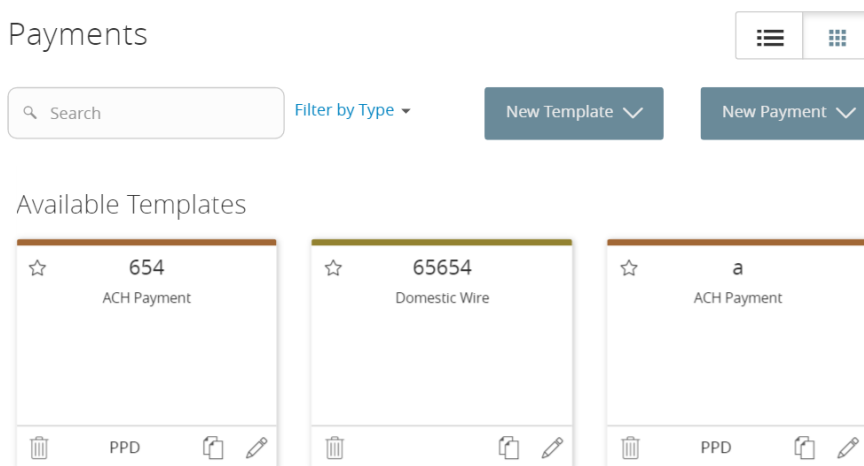 Payments
Search
Filter by Type
New Template
New Payment
Available Templates
654
ACH Payment
PPD
65654
Domestic Wire
a
ACH Payment
PPD